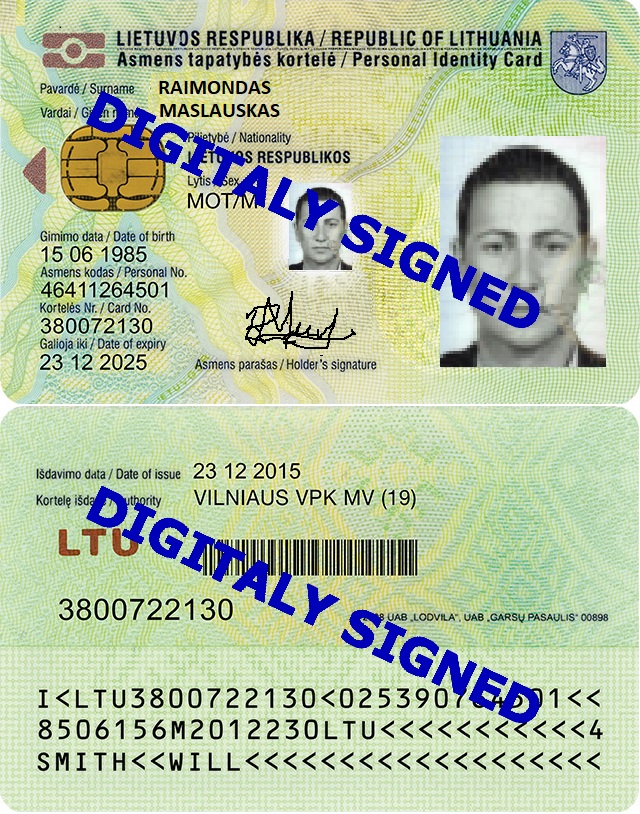 LIETUVOS RESPUBLIKA / REPUBLIC OF LITHUANIA
Asmens tapatybės kortelė / Personal Identity Card
Pavardė / Surname RAIMONDAS
Vardai / Given name MASLAUSKAS
Pilietybė / Nationality
LIETUVOS RESPUBLIKOS
Lytis / Sex
MOT/M
Gimimo data / Date of birth
15 06 1985
Asmens kodas / Personal No.
46411264501
Kortelės Nr. / Card No.
380072130
Galioja iki / Date of expiry
23 12 2025
Asmens parašas / Holder's signature
DIGITALY SIGNED
Išdavimo data / Date of issue 23 12 2015
Kortelę / Authority VILNIAUS VPK MV (19)
LTU
3800722130
UAB „LODVILA", UAB „GARSŲ PASAULIS" 00898
DIGITALY SIGNED
I<LTU3800722130<0253907 01<<
8506156M2012230LTU<<<<<<<<<<<4
SMITH<<WILL<<<<<<<<<<<<<<<<<<<